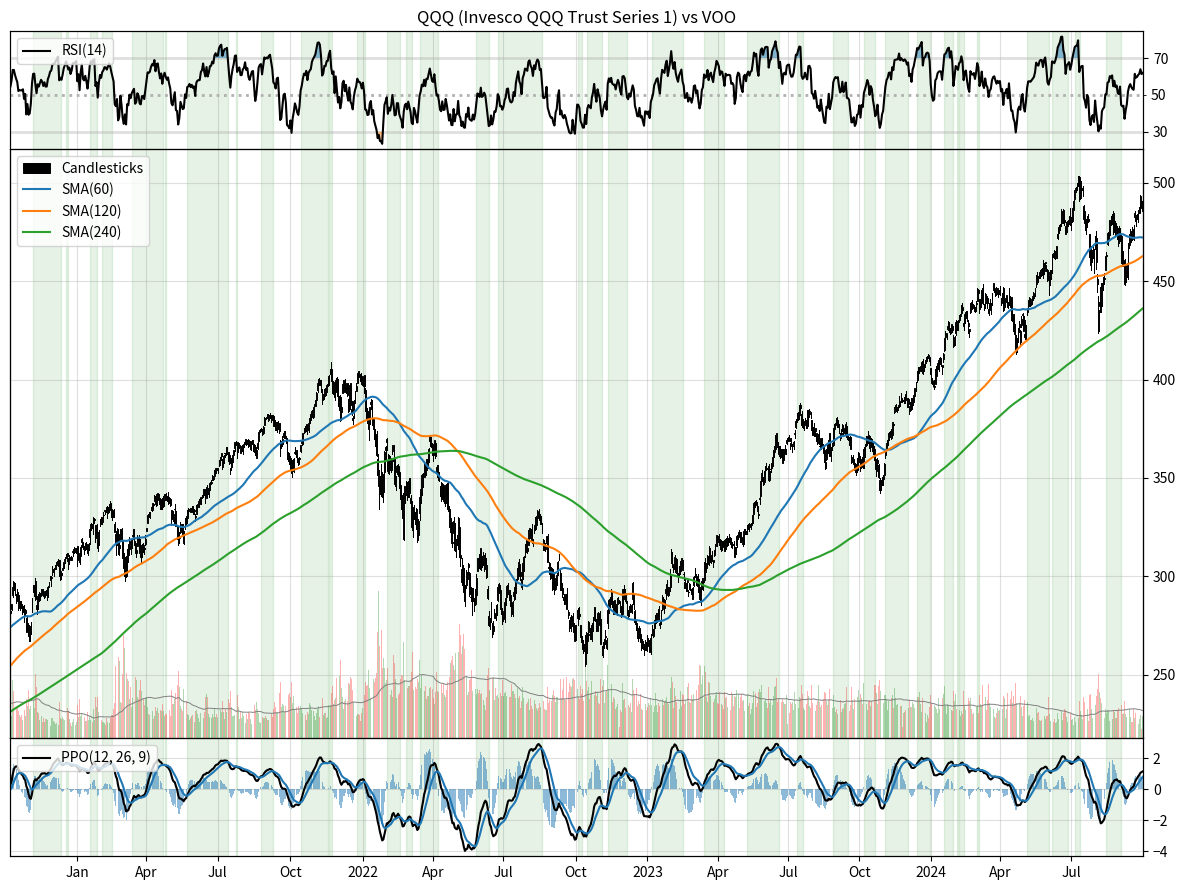 QQQ (Invesco QQQ Trust Series 1) vs VOO
RSI(14)
70
50
30
Candlesticks
SMA(60)
SMA(120)
SMA(240)
500
450
400
350
300
250
PPO(12, 26, 9)
2
0
−2
−4
Jan Apr Jul Oct 2022 Apr Jul Oct 2023 Apr Jul Oct 2024 Apr Jul